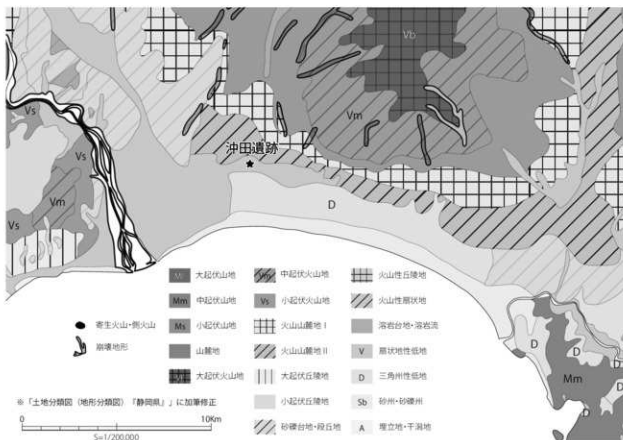 Vb
Vs
Vs
Vm
沖田遺跡
D
Vm
Vs
D
D
D
D
Mm
D
大起伏山地
Mm 中起伏山地
Ms 小起伏山地
山麓地
大起伏火山地
Vm 中起伏火山地
Vs 小起伏火山地
火山山麓地Ⅰ
火山山麓地Ⅱ
大起伏丘陵地
小起伏丘陵地
砂礫台地・段丘地
火山性丘陵地
火山性扇状地
溶岩台地・溶岩流
V 扇状地性低地
D 三角州性低地
Sb 砂州・砂礫州
A 埋立地・干潟地
寄生火山・側火山
崩壊地形
※「土地分類図(地形分類図)『静岡県』」に加筆修正
0 10Km
S=1/200,000